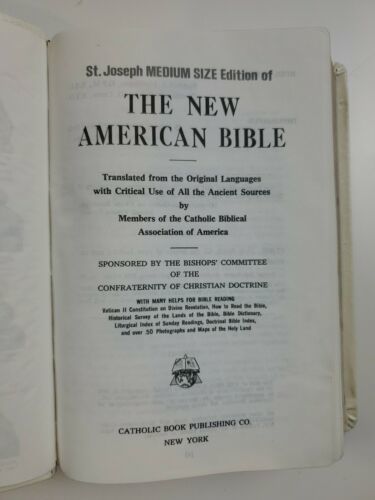 St. Joseph MEDIUM SIZE Edition of
THE NEW
AMERICAN BIBLE
Translated from the Original Languages
with Critical Use of All the Ancient Sources
by
Members of the Catholic Biblical
Association of America
SPONSORED BY THE BISHOPS' COMMITTEE
OF THE
CONFRATERNITY OF CHRISTIAN DOCTRINE
WITH MANY HELPS FOR BIBLE READING
Vatican II Constitution on Divine Revelation, How to Read the Bible,
Historical Survey of the Lands of the Bible, Bible Dictionary,
Liturgical Index of Sunday Readings, Doctrinal Bible Index,
and over 50 Photographs and Maps of the Holy Land
CATHOLIC BOOK PUBLISHING CO.
NEW YORK